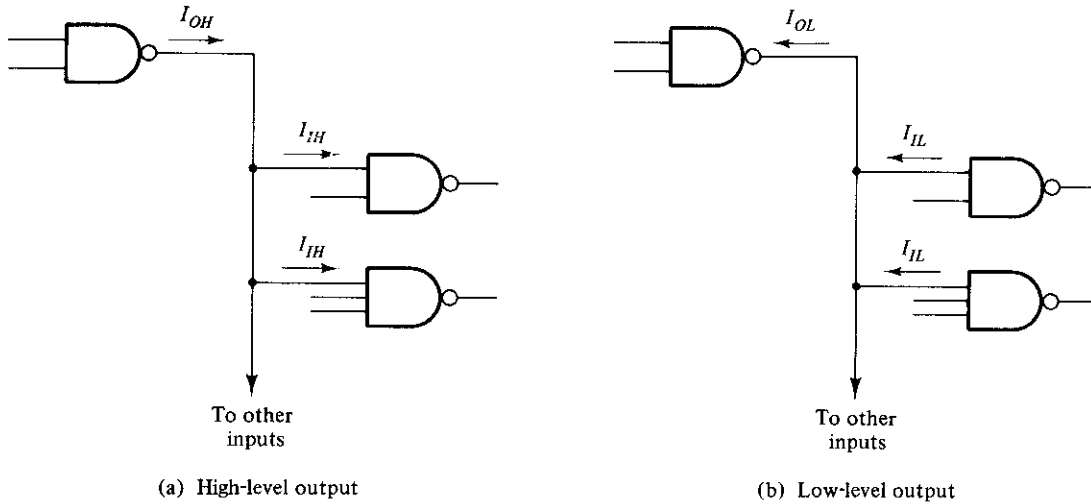 I_OH
I_IH
I_IH
To other
inputs
(a) High-level output
I_OL
I_IL
I_IL
To other
inputs
(b) Low-level output